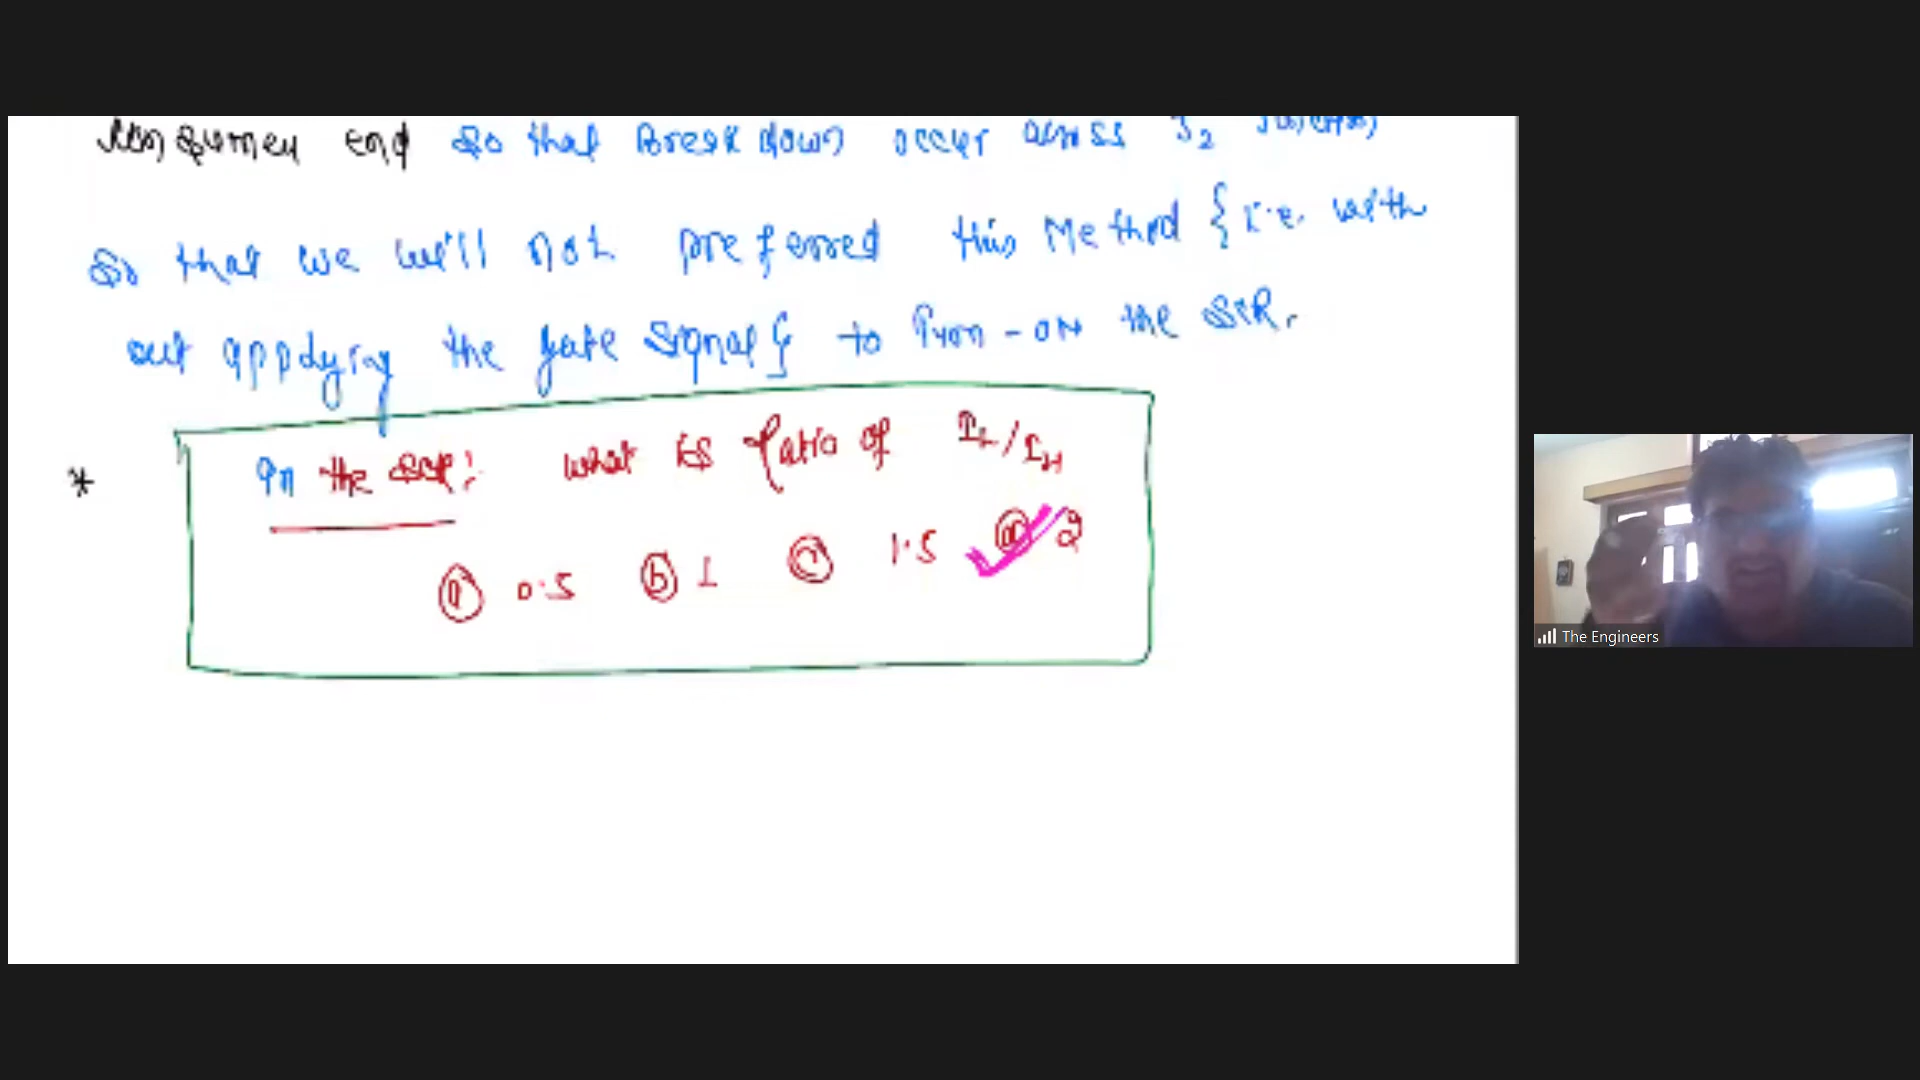 end so that Breakdown occur across J2
so that we will not preferred this Method { i.e. with
out applying the gate signal } to Turn-ON the SCR.
* In the SCR: what is Ratio of IL/IH
(a) 0.5 (b) 1 (c) 1.5 (d) 2
The Engineers